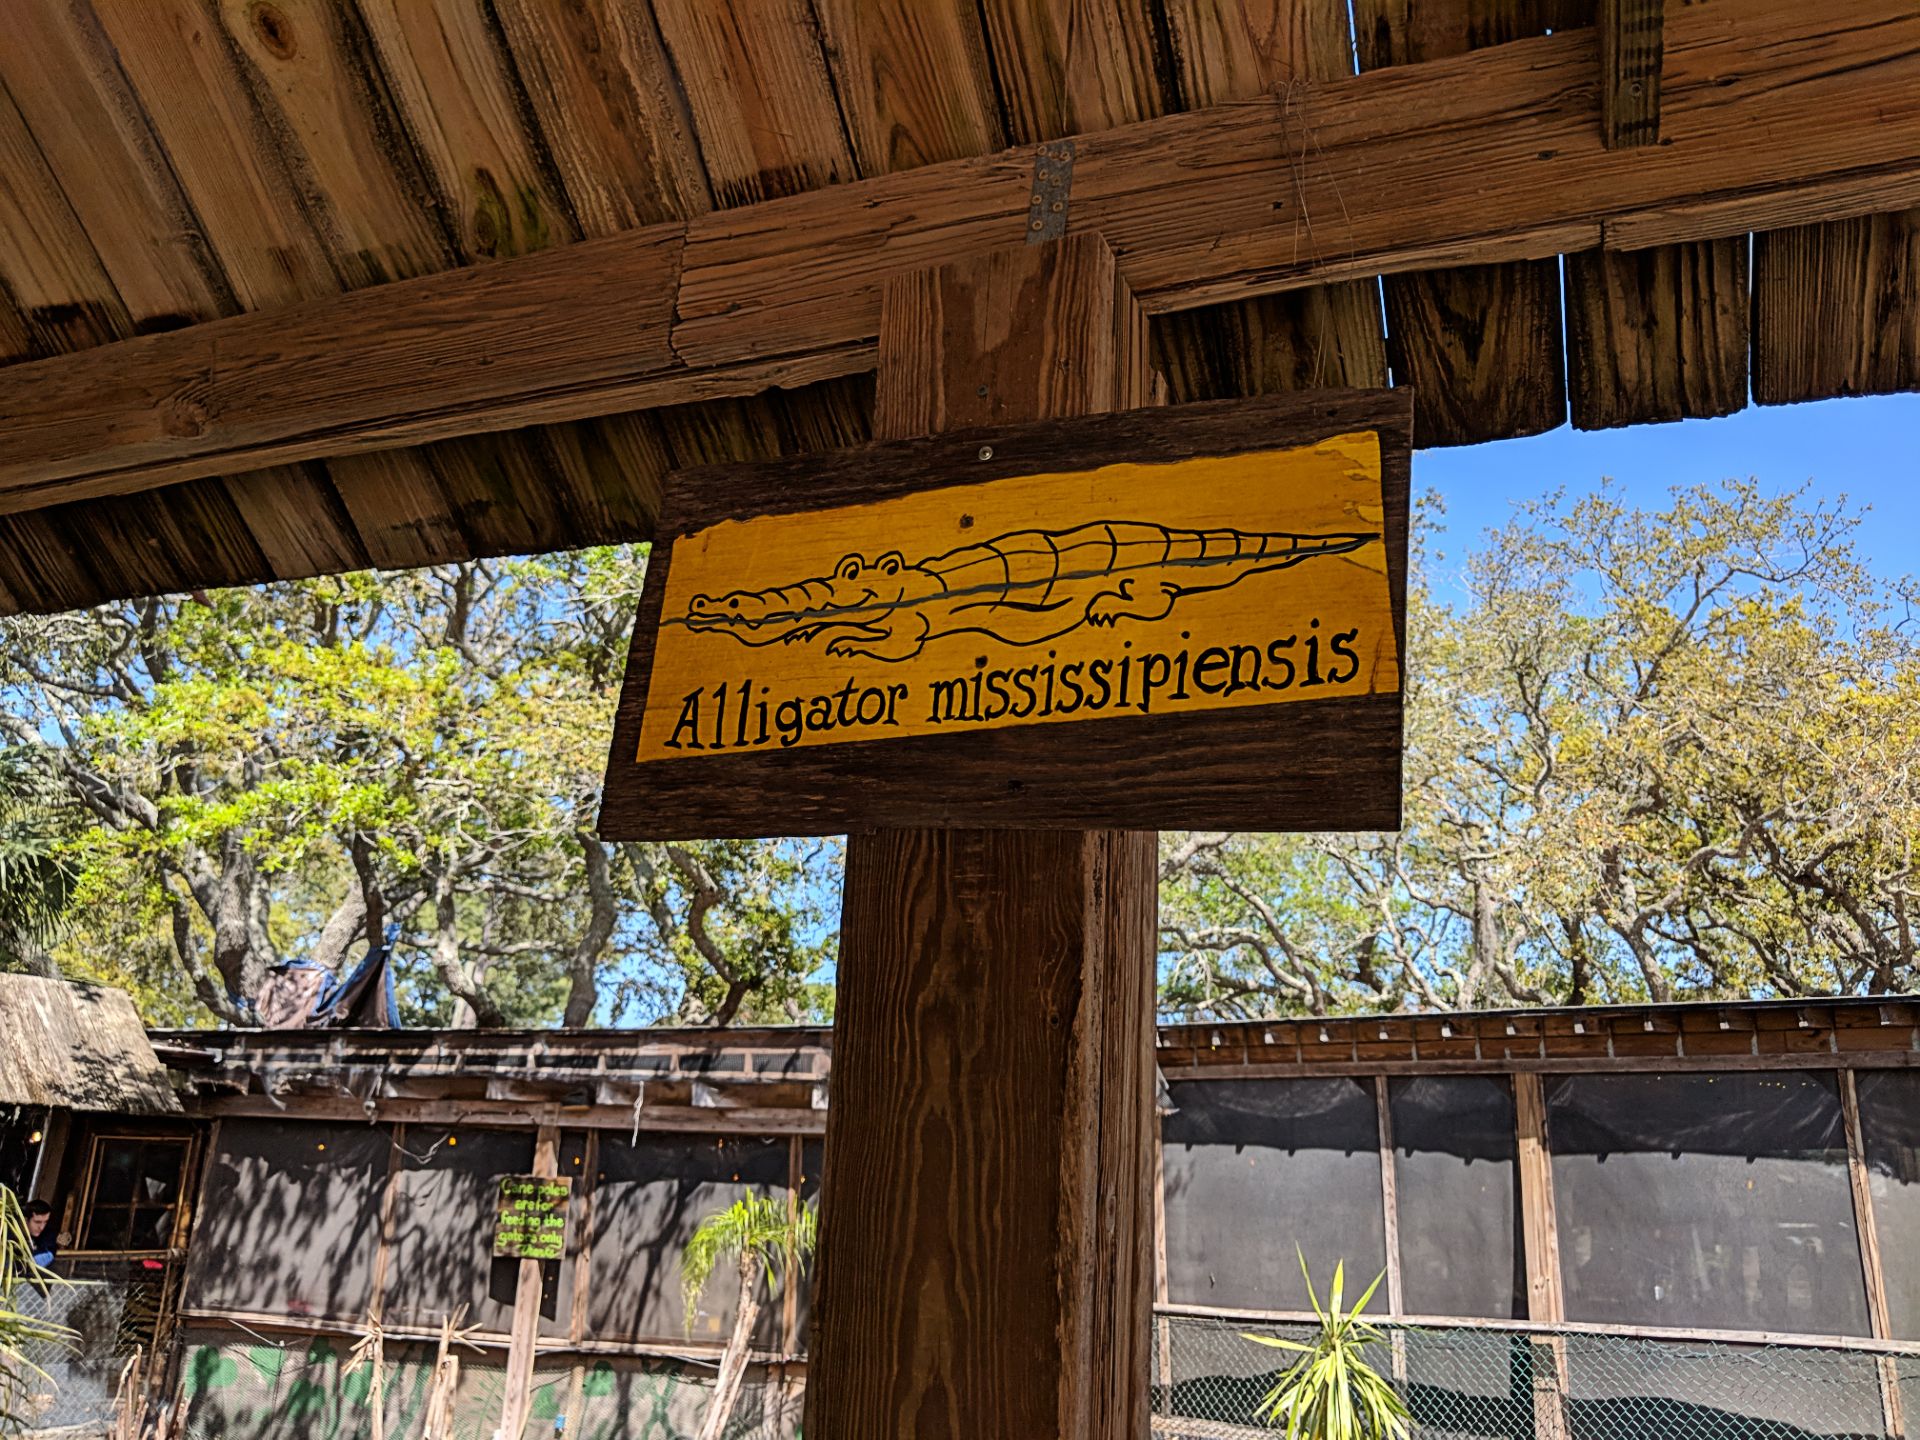 Alligator mississipiensis
Cane poles
are for
feeding the
gators only